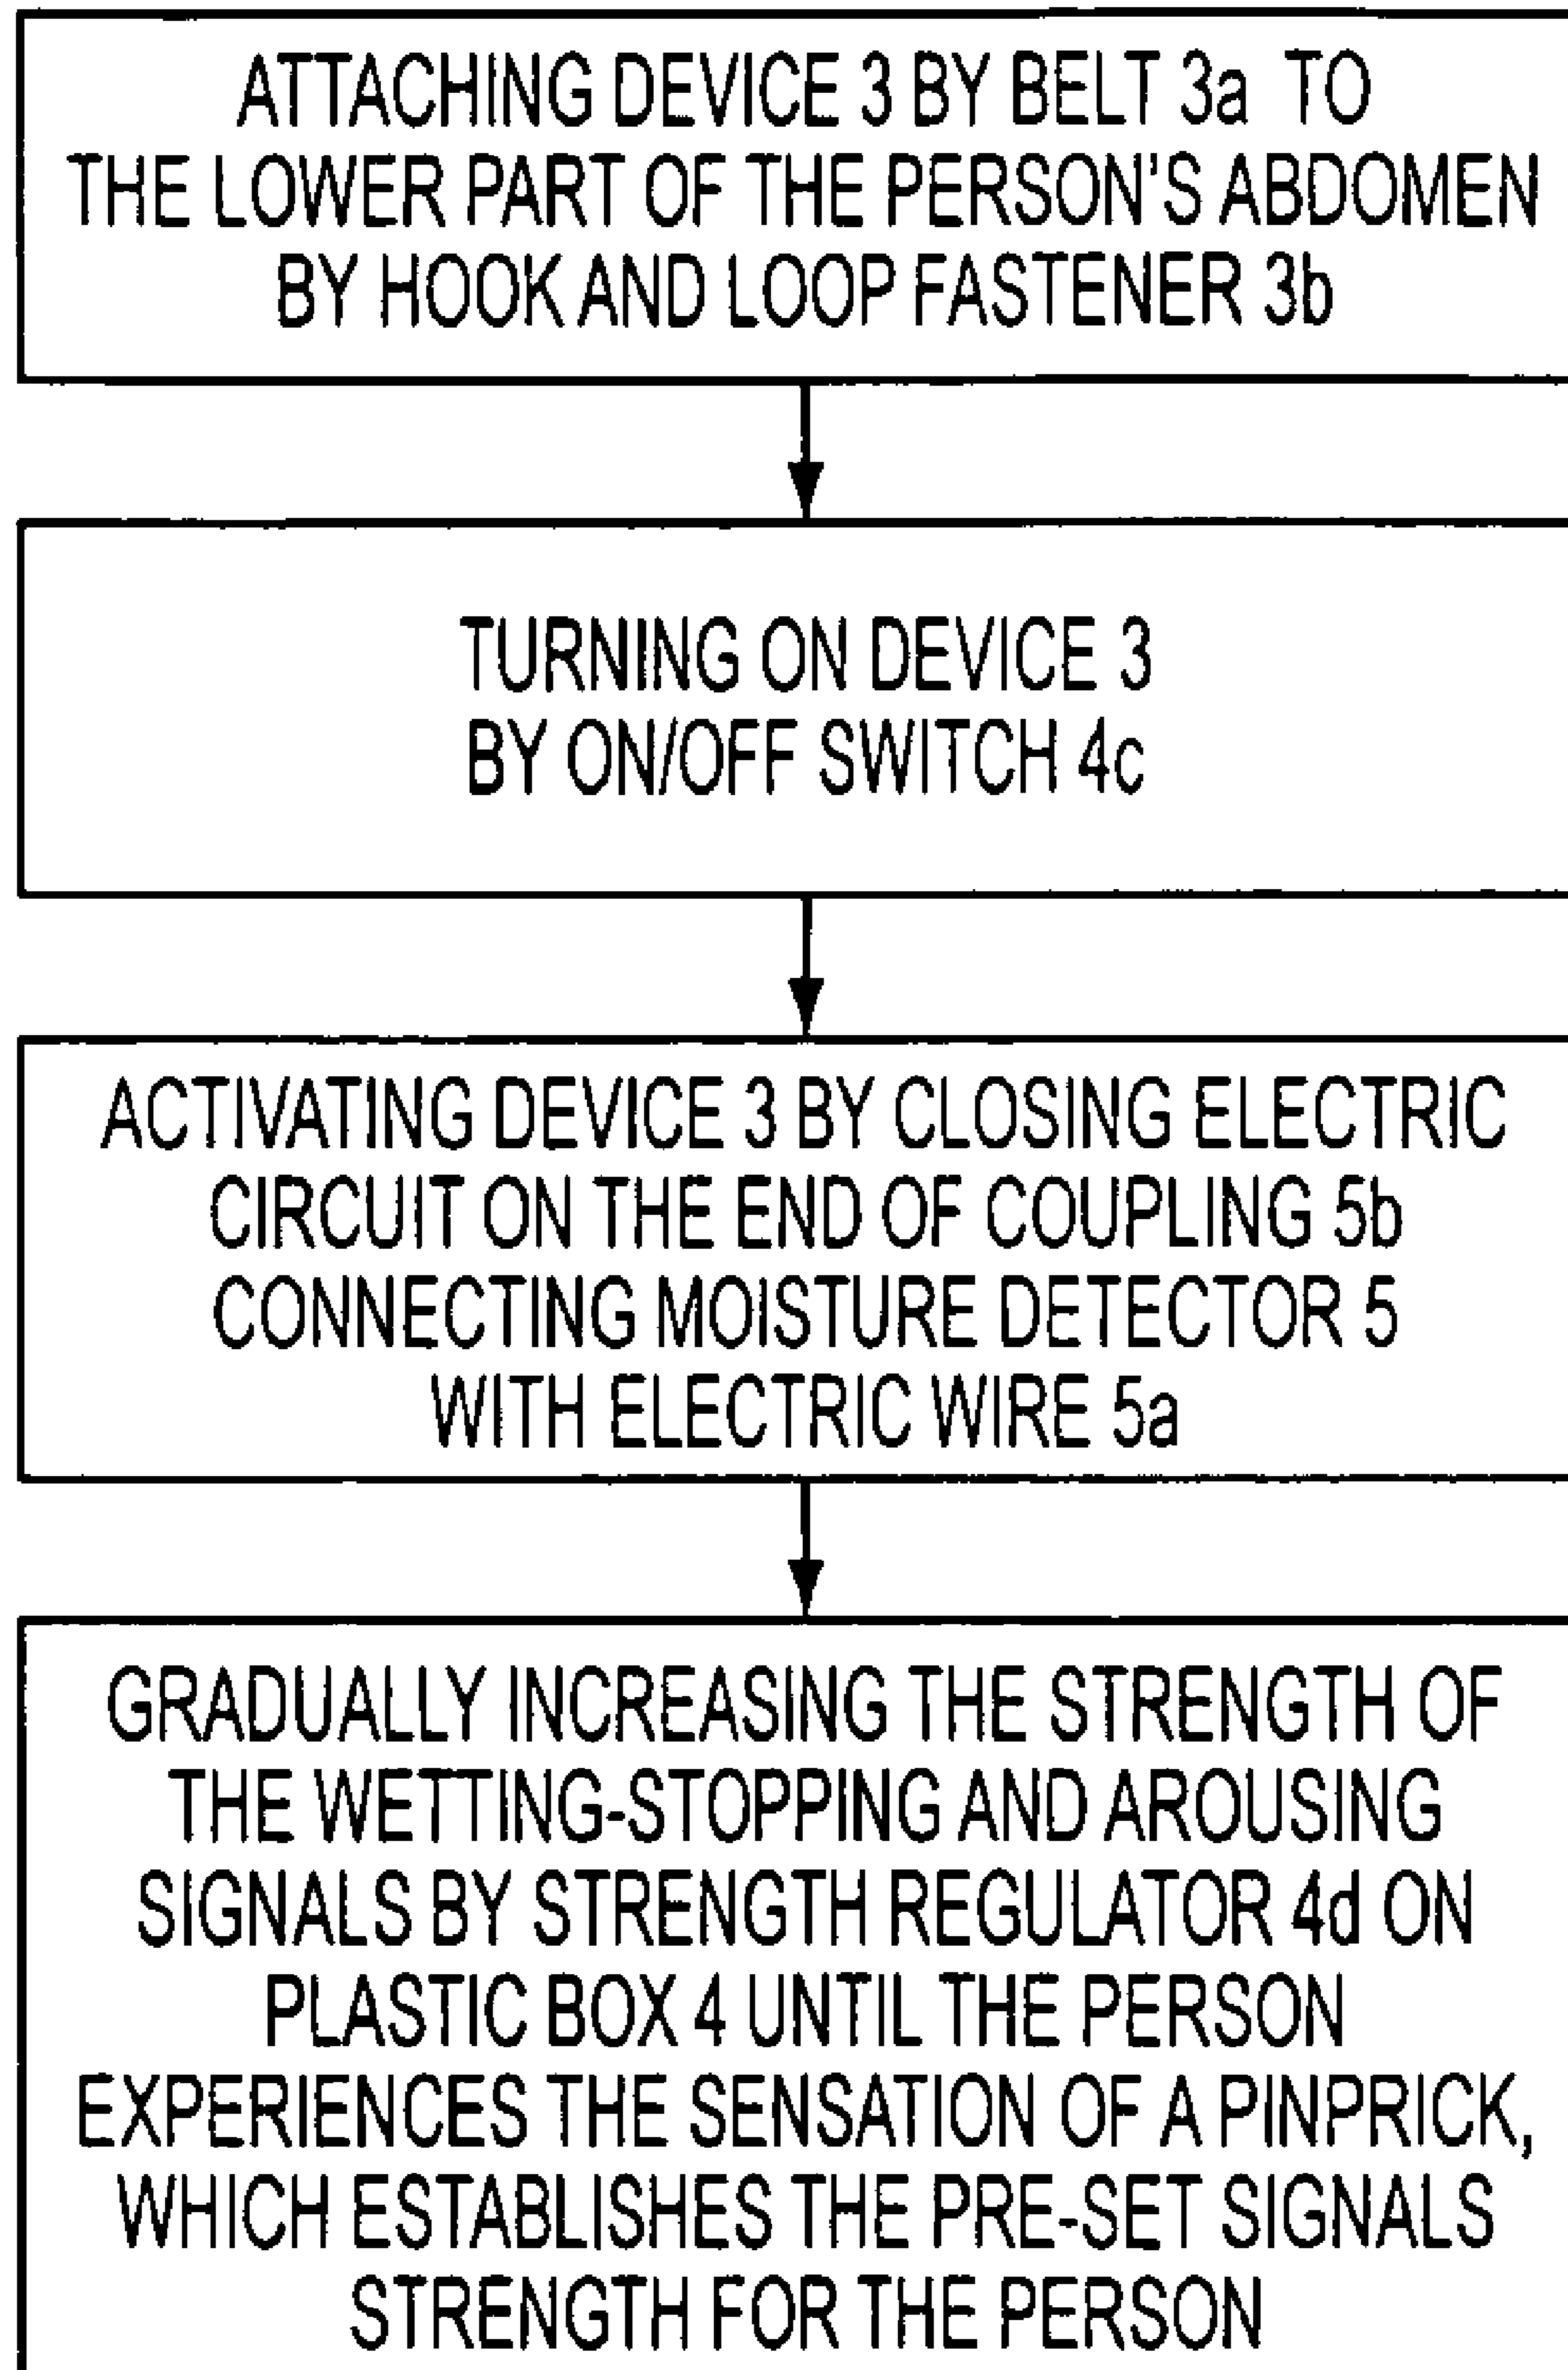 ATTACHING DEVICE 3 BY BELT 3a TO
THE LOWER PART OF THE PERSON'S ABDOMEN
BY HOOK AND LOOP FASTENER 3b
TURNING ON DEVICE 3
BY ON/OFF SWITCH 4c
ACTIVATING DEVICE 3 BY CLOSING ELECTRIC
CIRCUIT ON THE END OF COUPLING 5b
CONNECTING MOISTURE DETECTOR 5
WITH ELECTRIC WIRE 5a
GRADUALLY INCREASING THE STRENGTH OF
THE WETTING-STOPPING AND AROUSING
SIGNALS BY STRENGTH REGULATOR 4d ON
PLASTIC BOX 4 UNTIL THE PERSON
EXPERIENCES THE SENSATION OF A PINPRICK,
WHICH ESTABLISHES THE PRE-SET SIGNALS
STRENGTH FOR THE PERSON